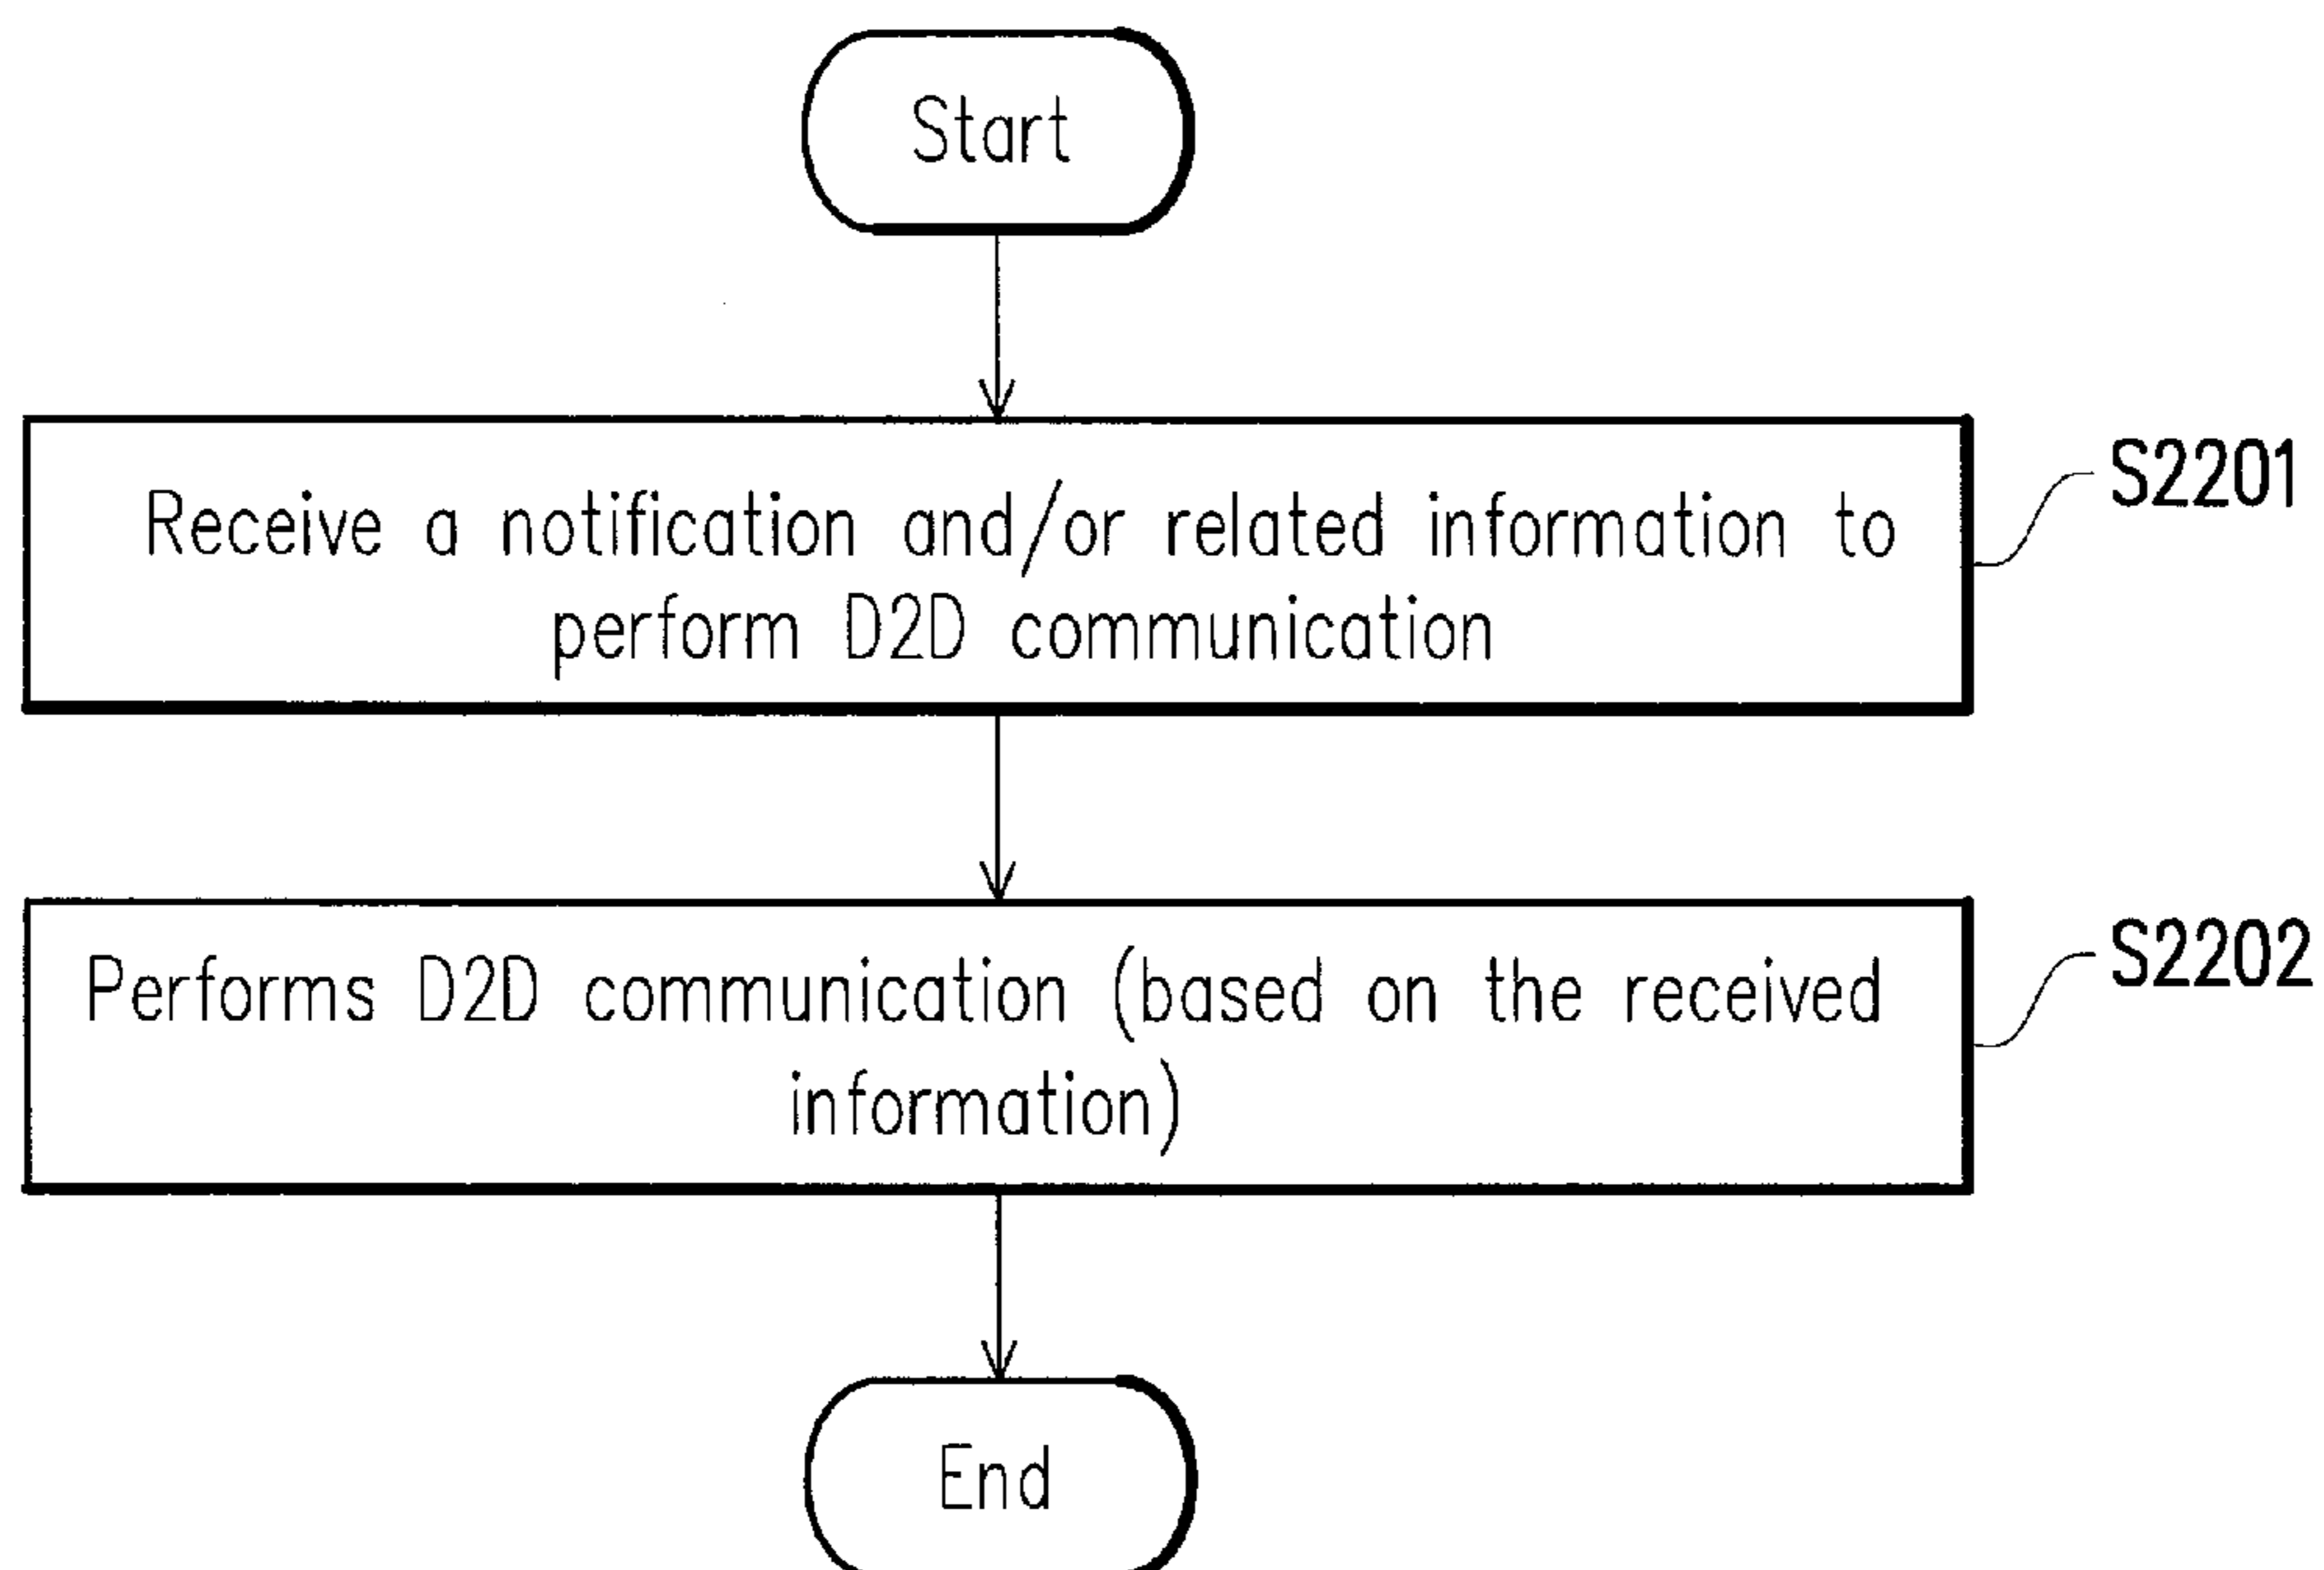 Start
Receive a notification and/or related information to
perform D2D communication
S2201
Performs D2D communication (based on the received
information)
S2202
End